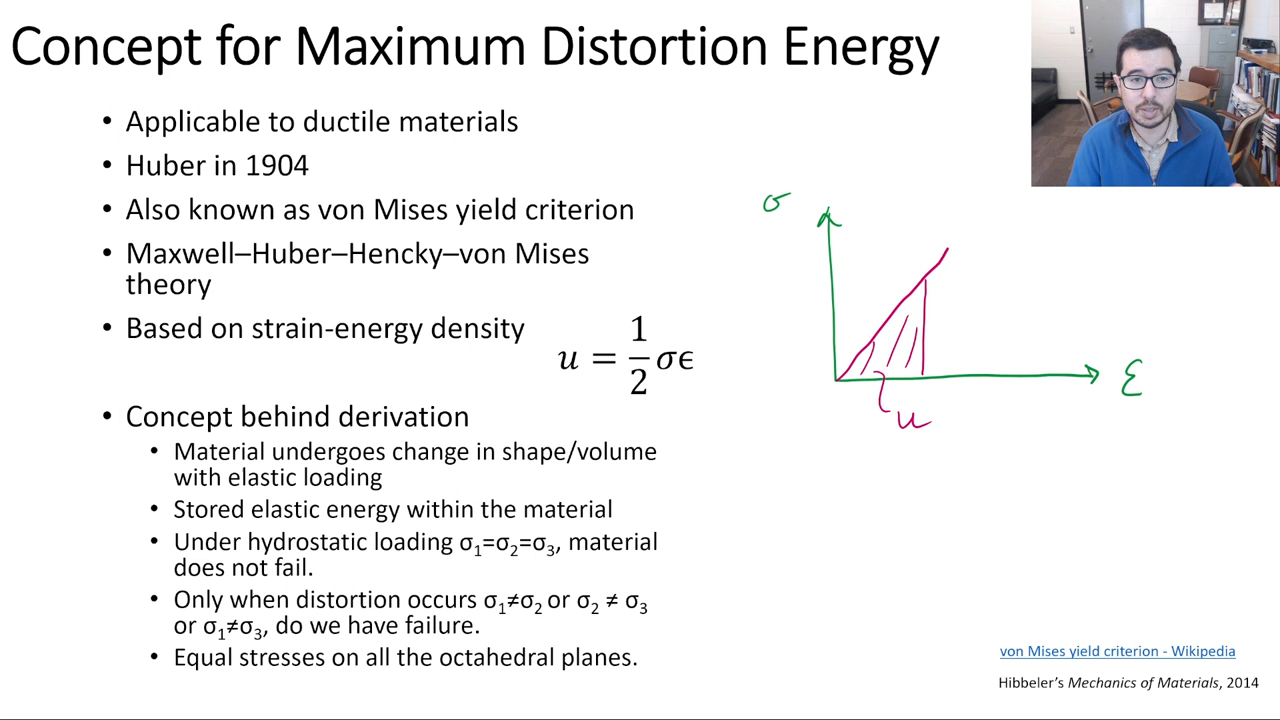 Concept for Maximum Distortion Energy
• Applicable to ductile materials
• Huber in 1904
• Also known as von Mises yield criterion
• Maxwell–Huber–Hencky–von Mises
theory
• Based on strain-energy density
u = 1/2 σϵ
• Concept behind derivation
• Material undergoes change in shape/volume
with elastic loading
• Stored elastic energy within the material
• Under hydrostatic loading σ₁=σ₂=σ₃, material
does not fail.
• Only when distortion occurs σ₁≠σ₂ or σ₂ ≠ σ₃
or σ₁≠σ₃, do we have failure.
• Equal stresses on all the octahedral planes.
σ
ε
u
von Mises yield criterion - Wikipedia
Hibbeler's Mechanics of Materials, 2014